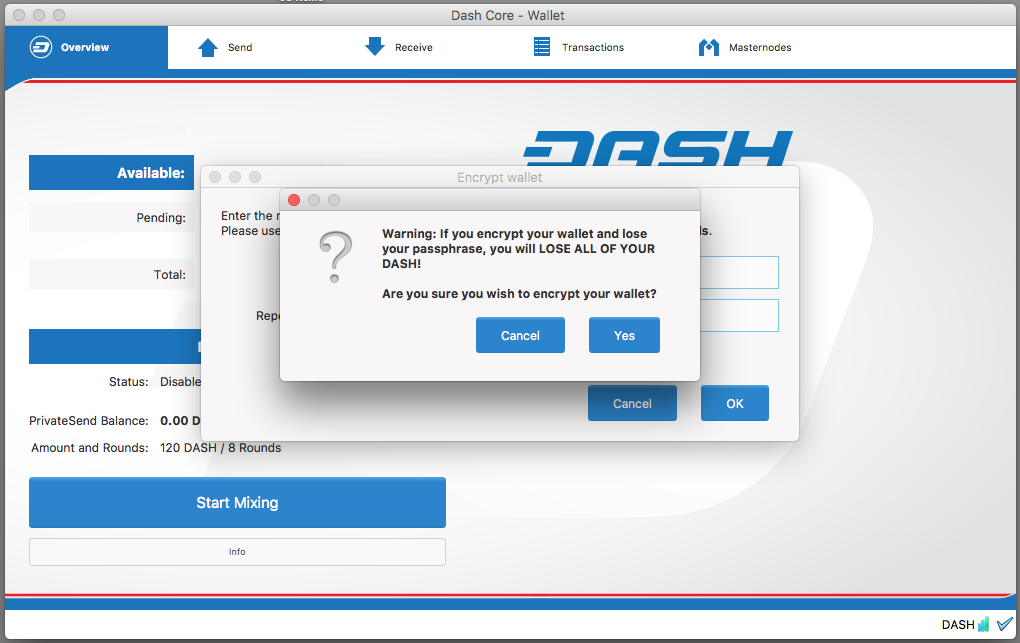 Dash Core - Wallet
Overview
Send
Receive
Transactions
Masternodes
DASH
Available:
Pending:
Total:
Status: Disable
PrivateSend Balance: 0.00 D
Amount and Rounds: 120 DASH / 8 Rounds
Start Mixing
Info
Encrypt wallet
Enter the
Please use
ls.
Cancel
OK
Warning: If you encrypt your wallet and lose
your passphrase, you will LOSE ALL OF YOUR
DASH!
Are you sure you wish to encrypt your wallet?
Cancel
Yes
DASH